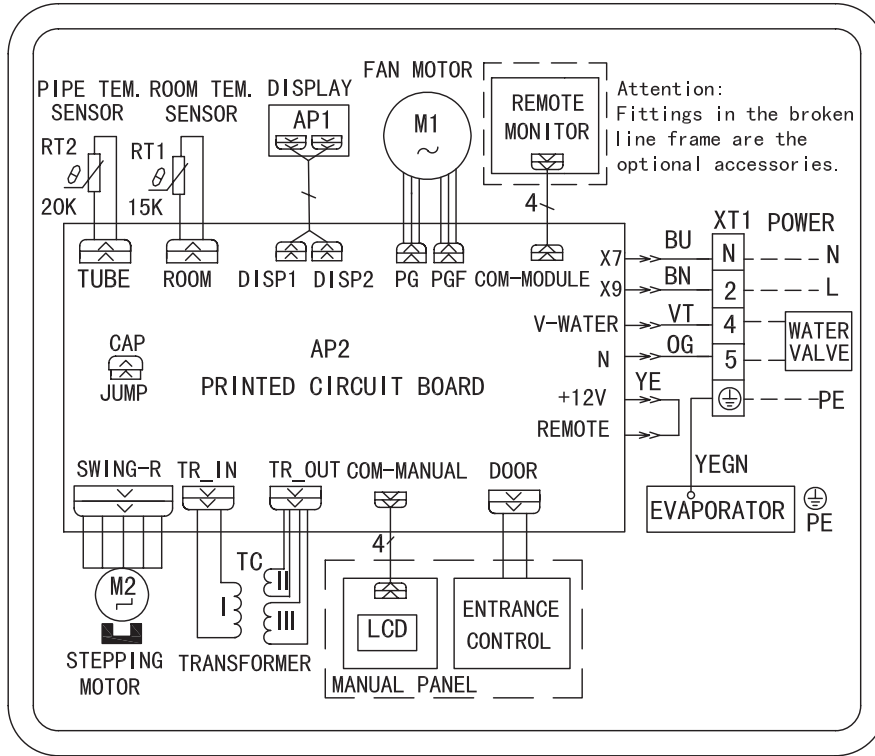 PIPE TEM. SENSOR
ROOM TEM. SENSOR
DISPLAY
FAN MOTOR
RT2
θ
20K
RT1
θ
15K
AP1
M1
~
REMOTE
MONITOR
4
Attention:
Fittings in the broken
line frame are the
optional accessories.
TUBE
ROOM
DISP1
DISP2
PG
PGF
COM-MODULE
X7
X9
V-WATER
N
+12V
REMOTE
BU
BN
VT
OG
YE
XT1
POWER
N
2
4
5
N
L
WATER
VALVE
PE
YEGN
EVAPORATOR
PE
CAP
JUMP
AP2
PRINTED CIRCUIT BOARD
SWING-R
TR_IN
TR_OUT
COM-MANUAL
DOOR
M2
STEPPING
MOTOR
TC
I
II
III
TRANSFORMER
4
LCD
ENTRANCE
CONTROL
MANUAL PANEL